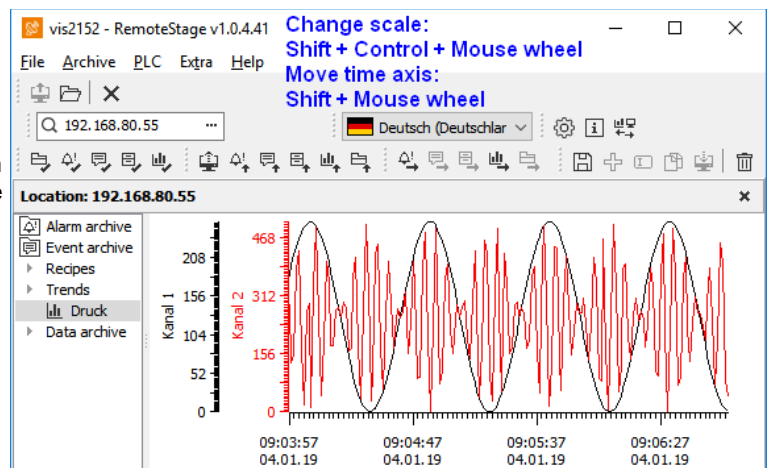 vis2152 - RemoteStage v1.0.4.41
Change scale:
Shift + Control + Mouse wheel
Move time axis:
Shift + Mouse wheel
File Archive PLC Extra Help
192.168.80.55 ...
Deutsch (Deutschlar
Location: 192.168.80.55
Alarm archive
Event archive
Recipes
Trends
Druck
Data archive
Kanal 1
208
156
104
52
0
Kanal 2
468
312
156
0
09:03:57 09:04:47 09:05:37 09:06:27
04.01.19 04.01.19 04.01.19 04.01.19